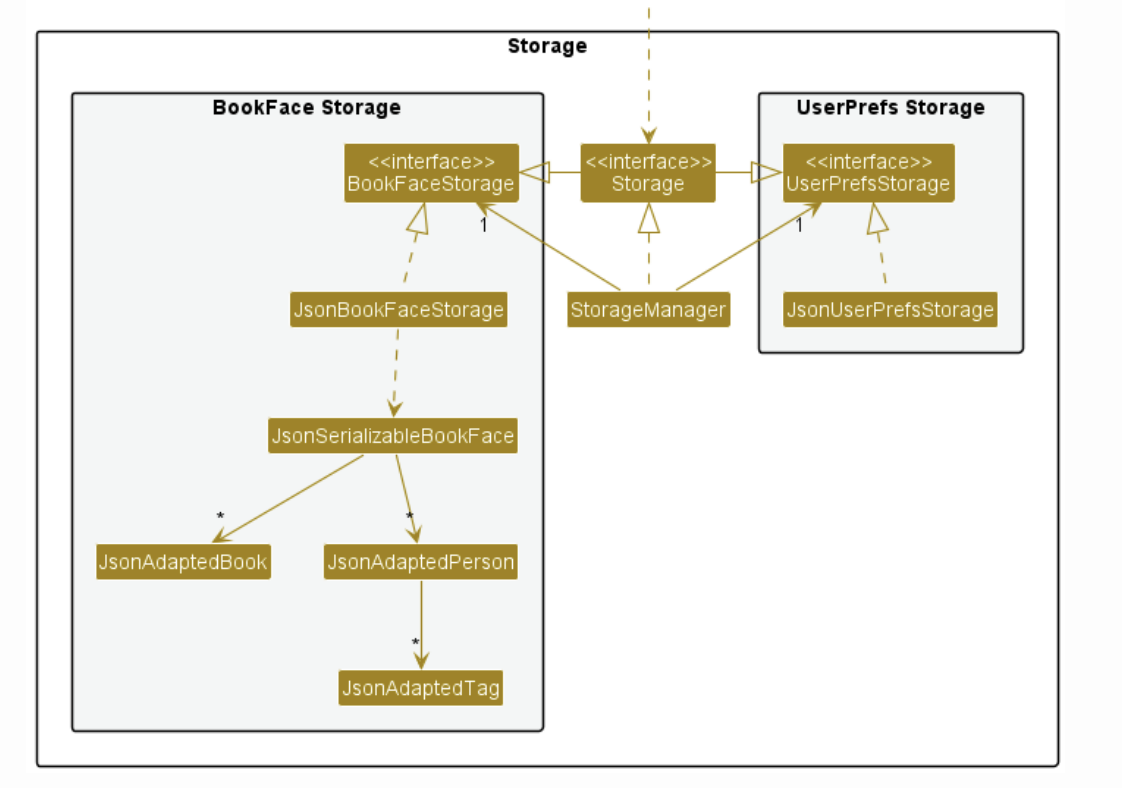 Storage
BookFace Storage
UserPrefs Storage
<<interface>>
BookFaceStorage
<<interface>>
Storage
<<interface>>
UserPrefsStorage
1
1
JsonBookFaceStorage
StorageManager
JsonUserPrefsStorage
JsonSerializableBookFace
*
*
JsonAdaptedBook
JsonAdaptedPerson
*
JsonAdaptedTag